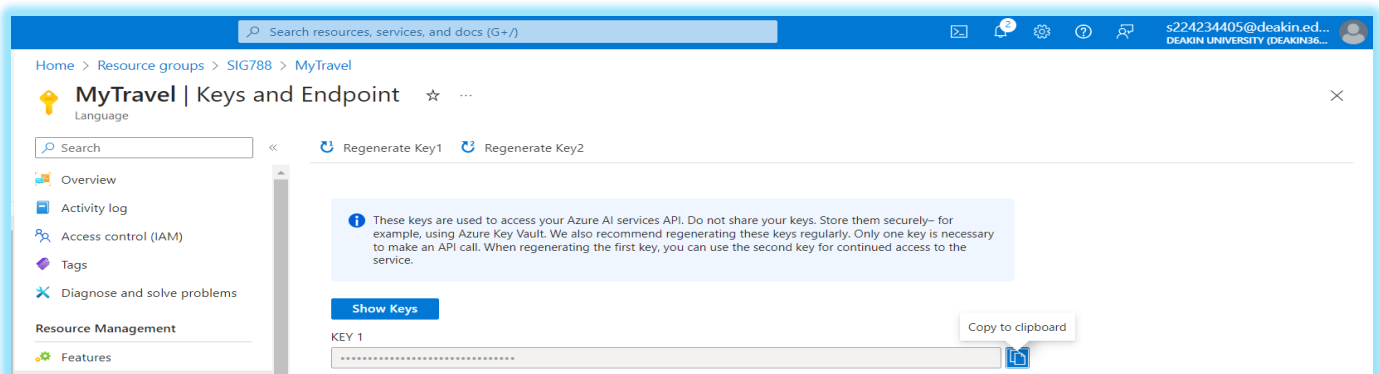 Search resources, services, and docs (G+/)
2
s224234405@deakin.ed...
DEAKIN UNIVERSITY (DEAKIN36...
Home > Resource groups > SIG788 > MyTravel
MyTravel | Keys and Endpoint
Language
Search
Regenerate Key1 Regenerate Key2
Overview
Activity log
Access control (IAM)
Tags
Diagnose and solve problems
Resource Management
Features
These keys are used to access your Azure AI services API. Do not share your keys. Store them securely– for
example, using Azure Key Vault. We also recommend regenerating these keys regularly. Only one key is necessary
to make an API call. When regenerating the first key, you can use the second key for continued access to the
service.
Show Keys
Copy to clipboard
KEY 1